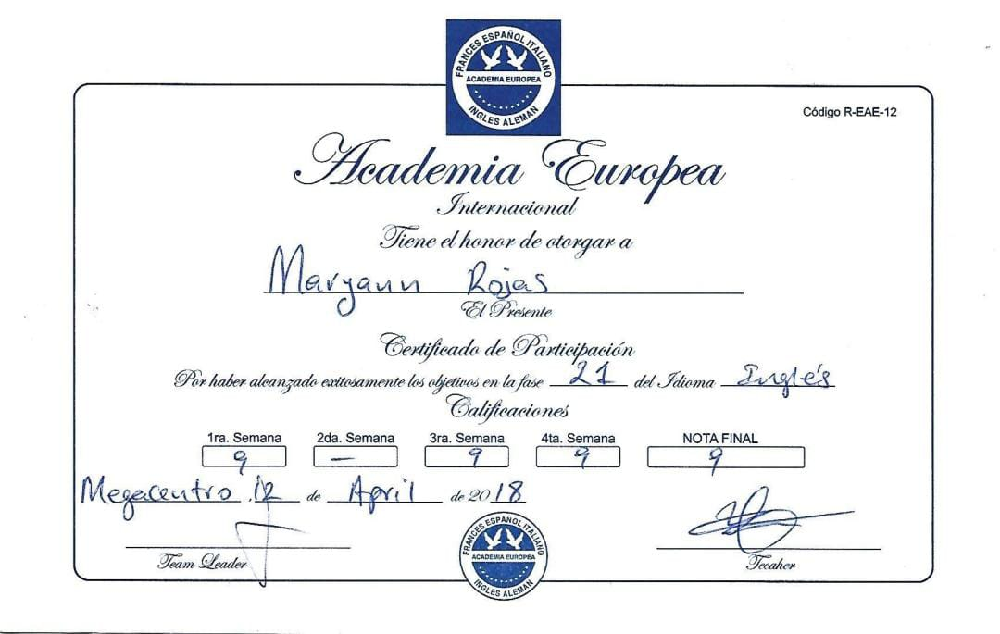 FRANCES ESPAÑOL ITALIANO
ACADEMIA EUROPEA
INGLES ALEMAN
Código R-EAE-12
Academia Europea
Internacional
Tiene el honor de otorgar a
Maryann Rojas
El Presente
Certificado de Participación
Por haber alcanzado exitosamente los objetivos en la fase 21 del Idioma Inglés
Calificaciones
1ra. Semana 2da. Semana 3ra. Semana 4ta. Semana NOTA FINAL
9 — 9 9 9
Megacentro, 12 de April de 2018
FRANCES ESPAÑOL ITALIANO
ACADEMIA EUROPEA
INGLES ALEMAN
Team Leader Tecaher